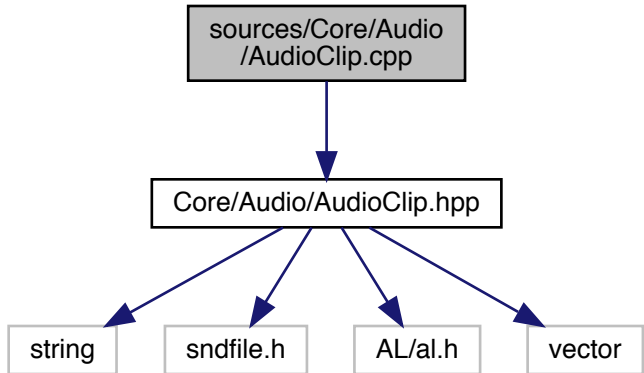 sources/Core/Audio
/AudioClip.cpp
Core/Audio/AudioClip.hpp
string
sndfile.h
AL/al.h
vector